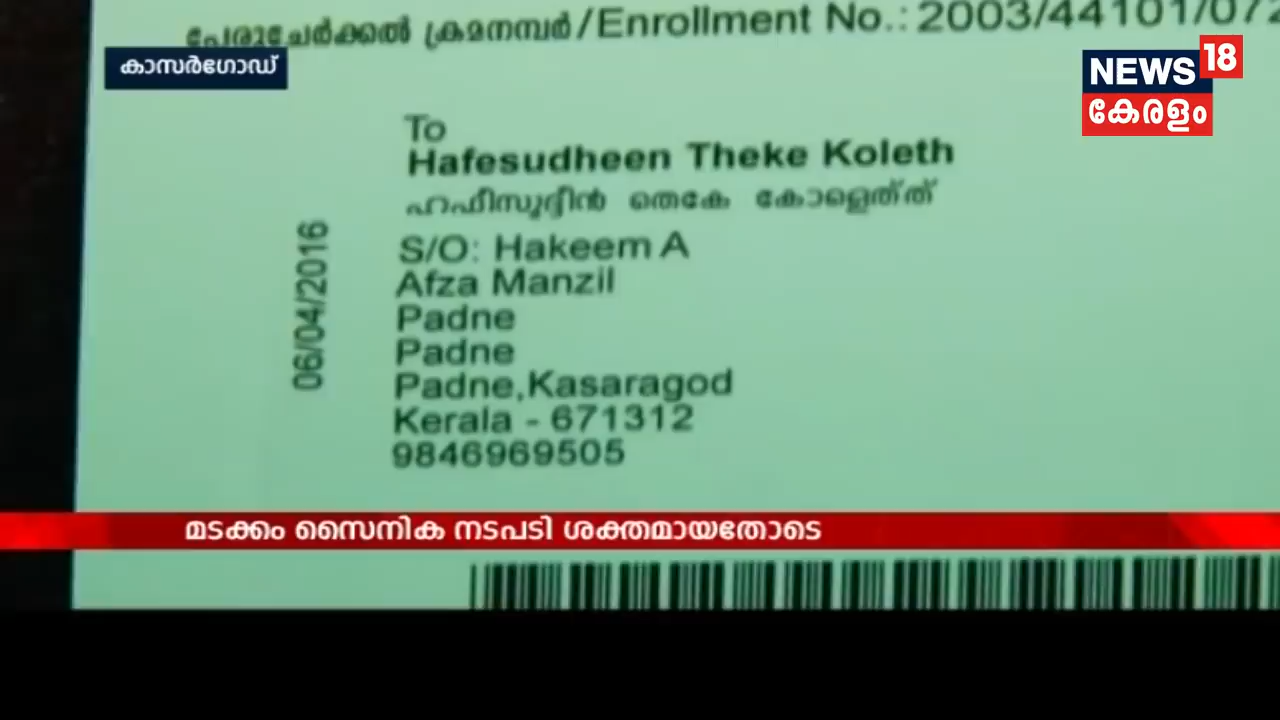 പേരുചേർക്കൽ ക്രമനമ്പർ/Enrollment No.: 2003/44101/072
കാസർഗോഡ്
NEWS 18
കേരളം
To
Hafesudheen Theke Koleth
ഹഫീസുദ്ദീൻ തെകേ കോളെത്ത്
S/O: Hakeem A
Afza Manzil
Padne
Padne
Padne,Kasaragod
Kerala - 671312
9846969505
06/04/2016
മടക്കം സൈനിക നടപടി ശക്തമായതോടെ